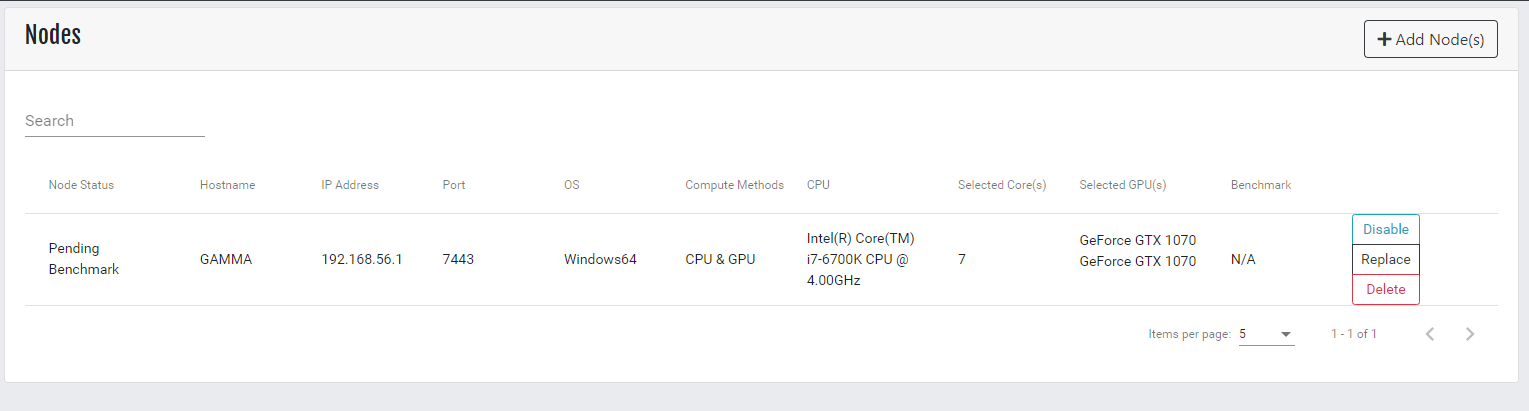 Nodes
Add Node(s)
Search
Node Status Hostname IP Address Port OS Compute Methods CPU Selected Core(s) Selected GPU(s) Benchmark
Pending
Benchmark
GAMMA
192.168.56.1
7443
Windows64
CPU & GPU
Intel(R) Core(TM)
i7-6700K CPU @
4.00GHz
7
GeForce GTX 1070
GeForce GTX 1070
N/A
Disable
Replace
Delete
Items per page: 5 1 - 1 of 1